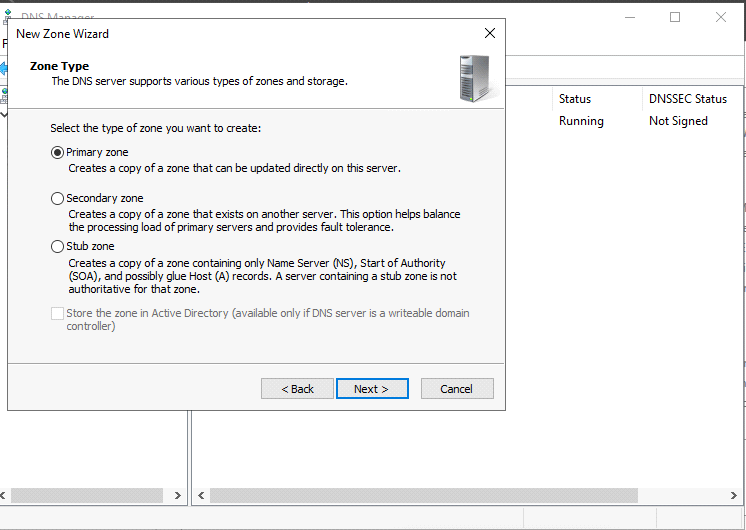 DNS Manager
New Zone Wizard
Zone Type
The DNS server supports various types of zones and storage.
Status
DNSSEC Status
Running
Not Signed
Select the type of zone you want to create:
Primary zone
Creates a copy of a zone that can be updated directly on this server.
Secondary zone
Creates a copy of a zone that exists on another server. This option helps balance
the processing load of primary servers and provides fault tolerance.
Stub zone
Creates a copy of a zone containing only Name Server (NS), Start of Authority
(SOA), and possibly glue Host (A) records. A server containing a stub zone is not
authoritative for that zone.
Store the zone in Active Directory (available only if DNS server is a writeable domain
controller)
< Back
Next >
Cancel